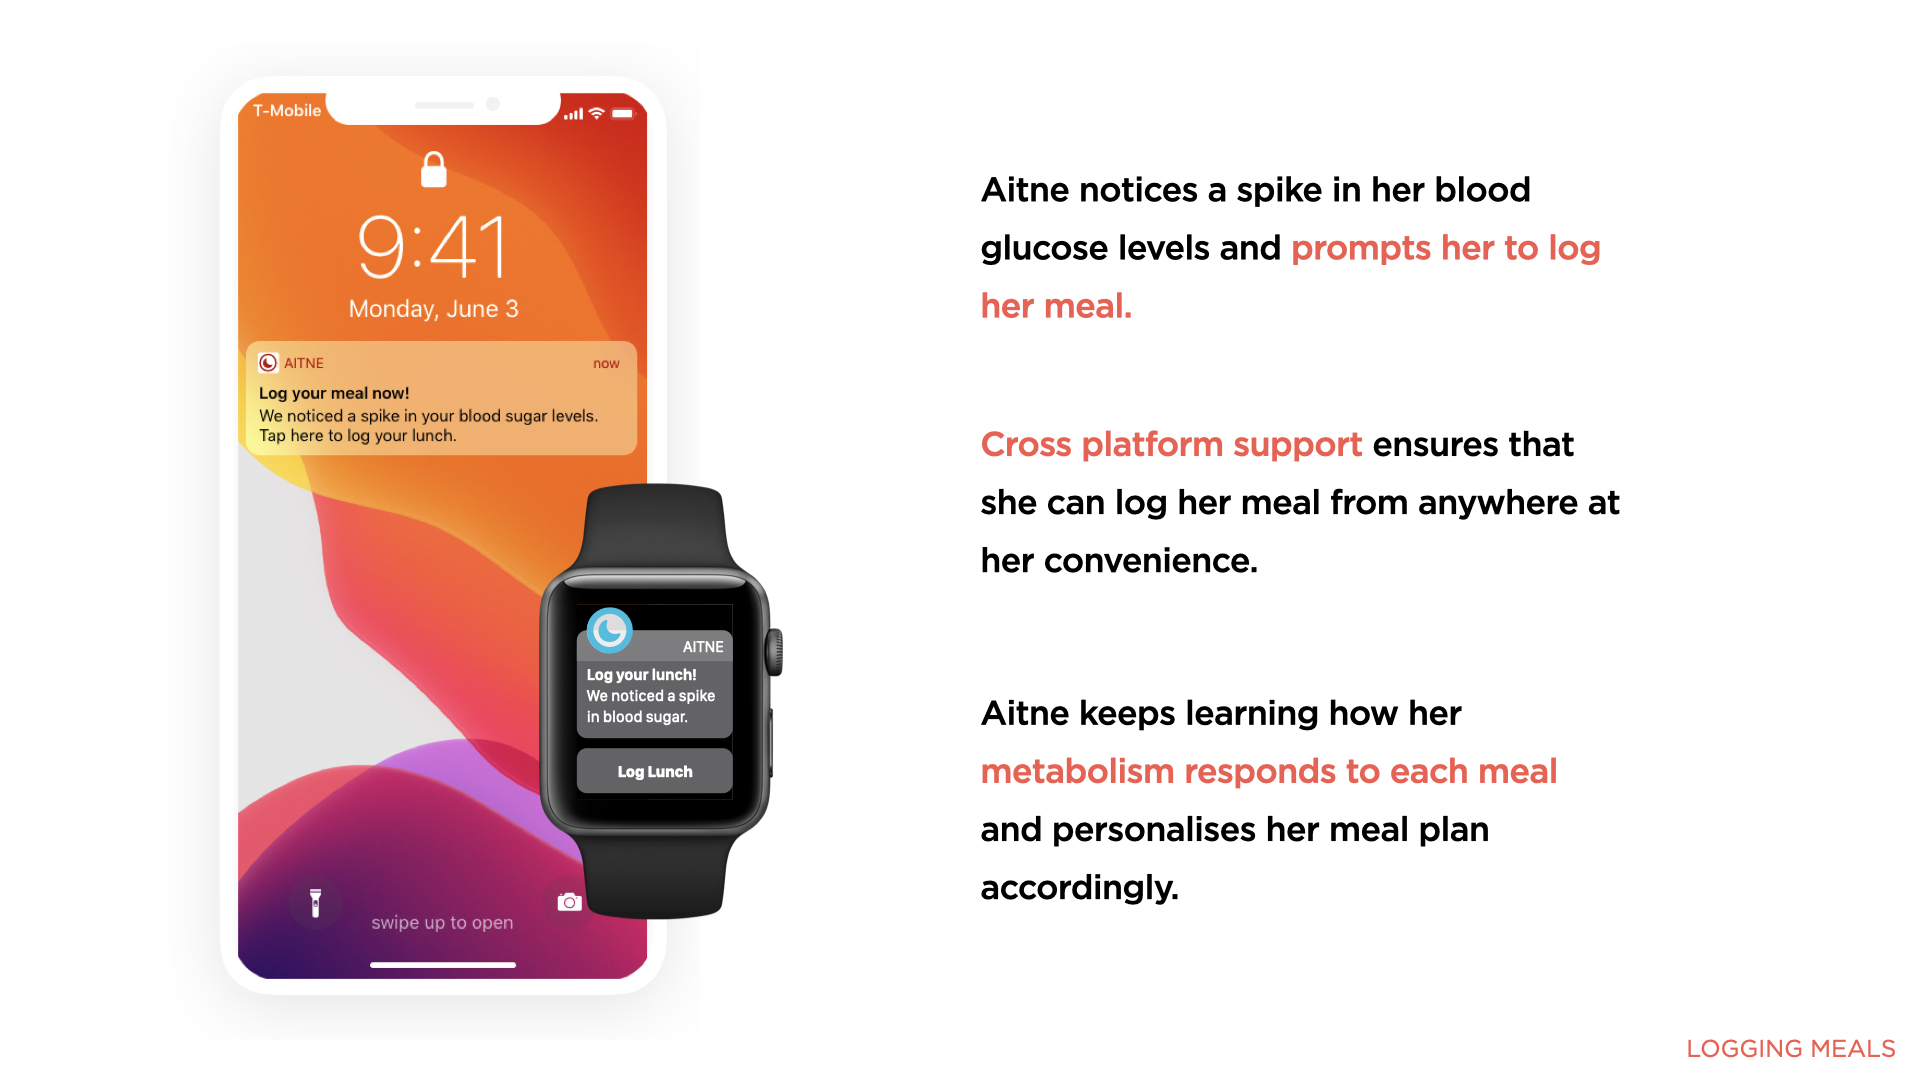 T-Mobile
9:41
Monday, June 3
AITNE
now
Log your meal now!
We noticed a spike in your blood sugar levels.
Tap here to log your lunch.
AITNE
Log your lunch!
We noticed a spike
in blood sugar.
Log Lunch
swipe up to open
Aitne notices a spike in her blood
glucose levels and prompts her to log
her meal.
Cross platform support ensures that
she can log her meal from anywhere at
her convenience.
Aitne keeps learning how her
metabolism responds to each meal
and personalises her meal plan
accordingly.
LOGGING MEALS